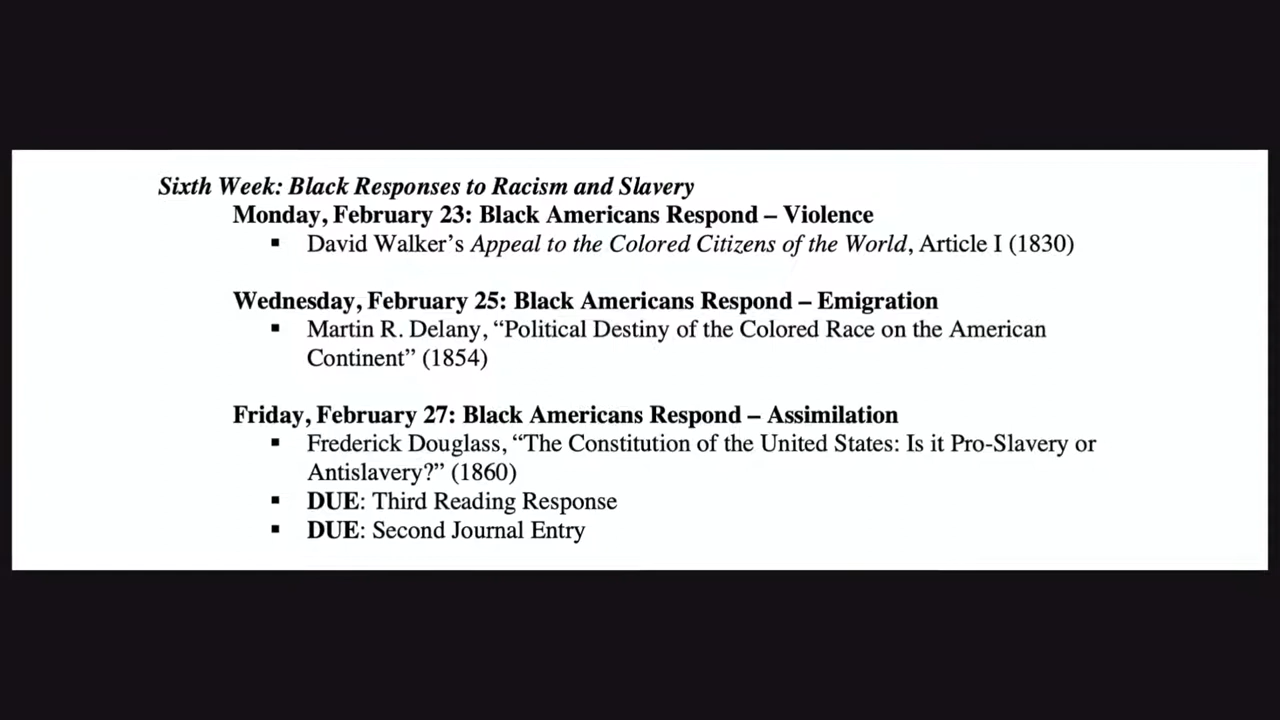 Sixth Week: Black Responses to Racism and Slavery
Monday, February 23: Black Americans Respond – Violence
▪ David Walker’s Appeal to the Colored Citizens of the World, Article I (1830)
Wednesday, February 25: Black Americans Respond – Emigration
▪ Martin R. Delany, “Political Destiny of the Colored Race on the American
Continent” (1854)
Friday, February 27: Black Americans Respond – Assimilation
▪ Frederick Douglass, “The Constitution of the United States: Is it Pro-Slavery or
Antislavery?” (1860)
▪ DUE: Third Reading Response
▪ DUE: Second Journal Entry